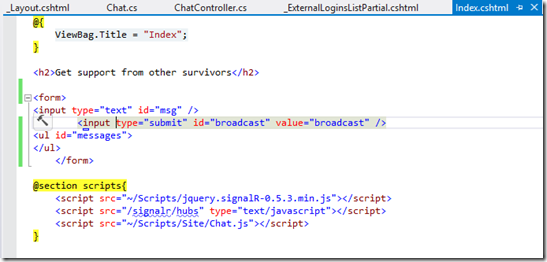 _Layout.cshtml Chat.cs ChatController.cs _ExternalLoginsListPartial.cshtml Index.cshtml
@{
ViewBag.Title = "Index";
}
<h2>Get support from other survivors</h2>
<form>
<input type="text" id="msg" />
<input type="submit" id="broadcast" value="broadcast" />
<ul id="messages">
</ul>
</form>
@section scripts{
<script src="~/Scripts/jquery.signalR-0.5.3.min.js"></script>
<script src="/signalr/hubs" type="text/javascript"></script>
<script src="~/Scripts/Site/Chat.js"></script>
}